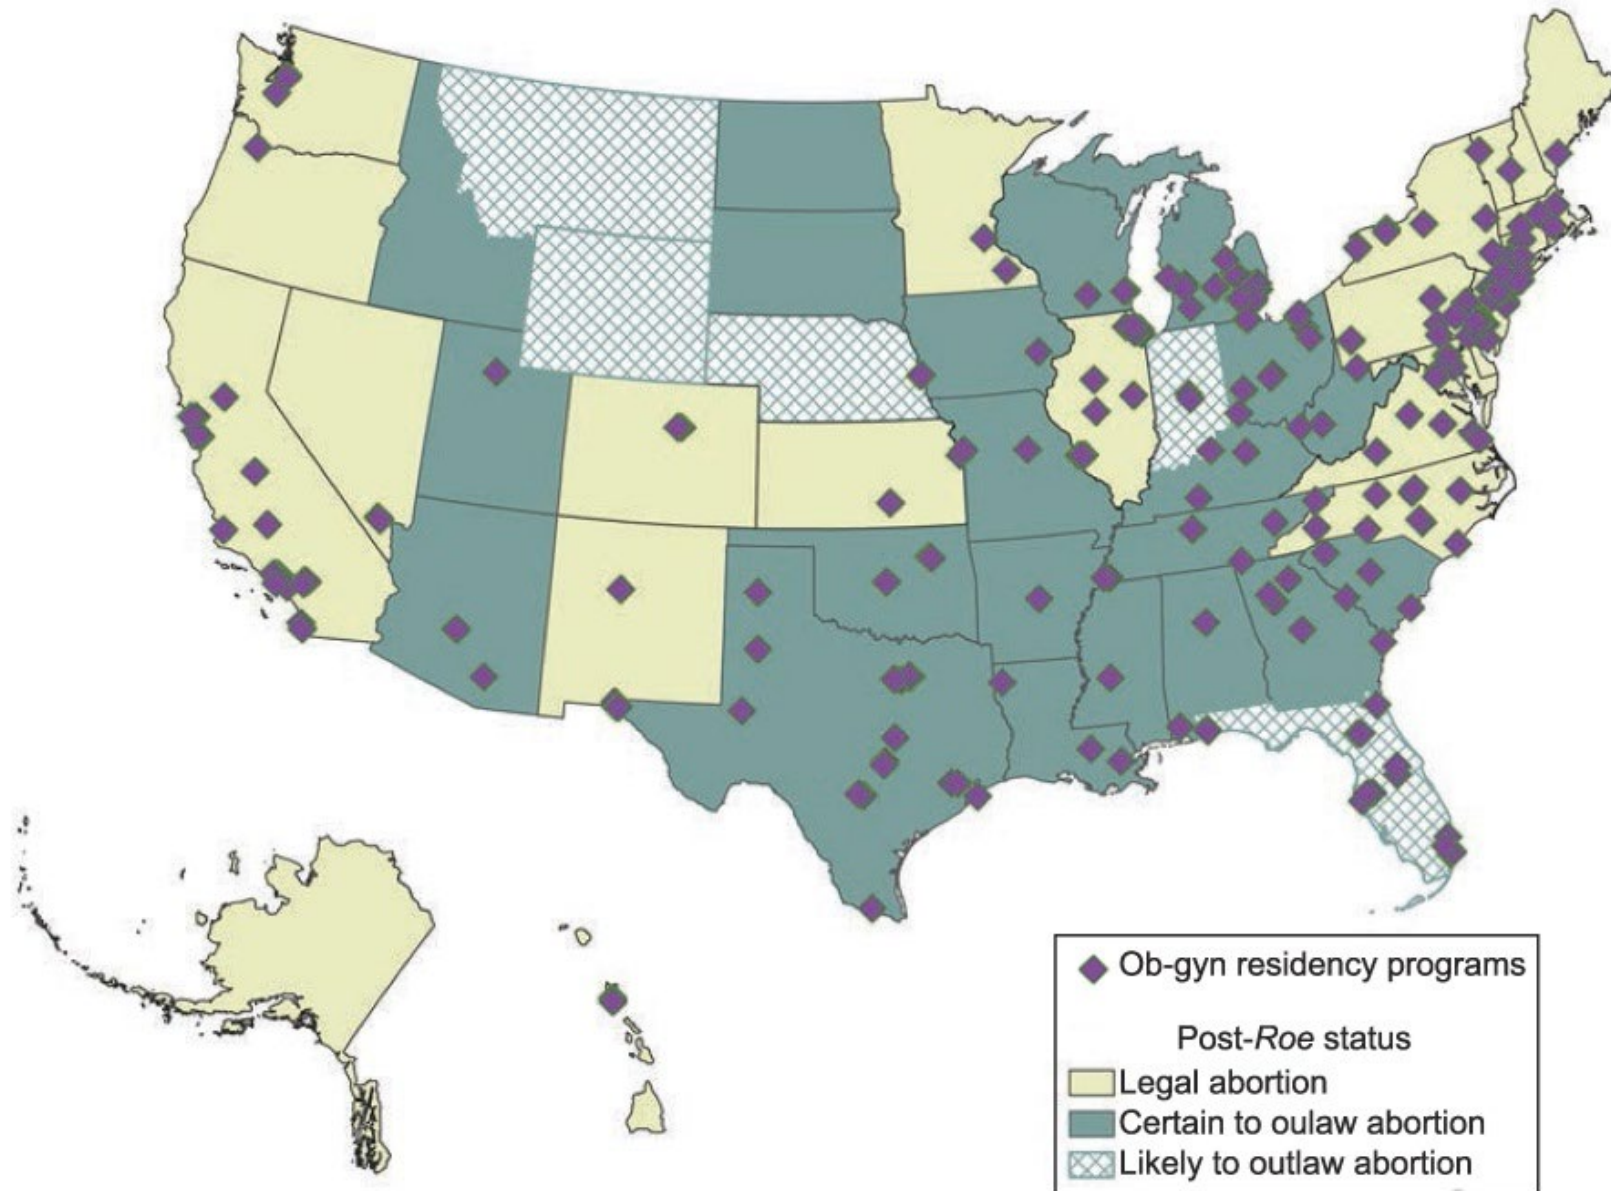 Ob-gyn residency programs
Post-Roe status
Legal abortion
Certain to oulaw abortion
Likely to outlaw abortion